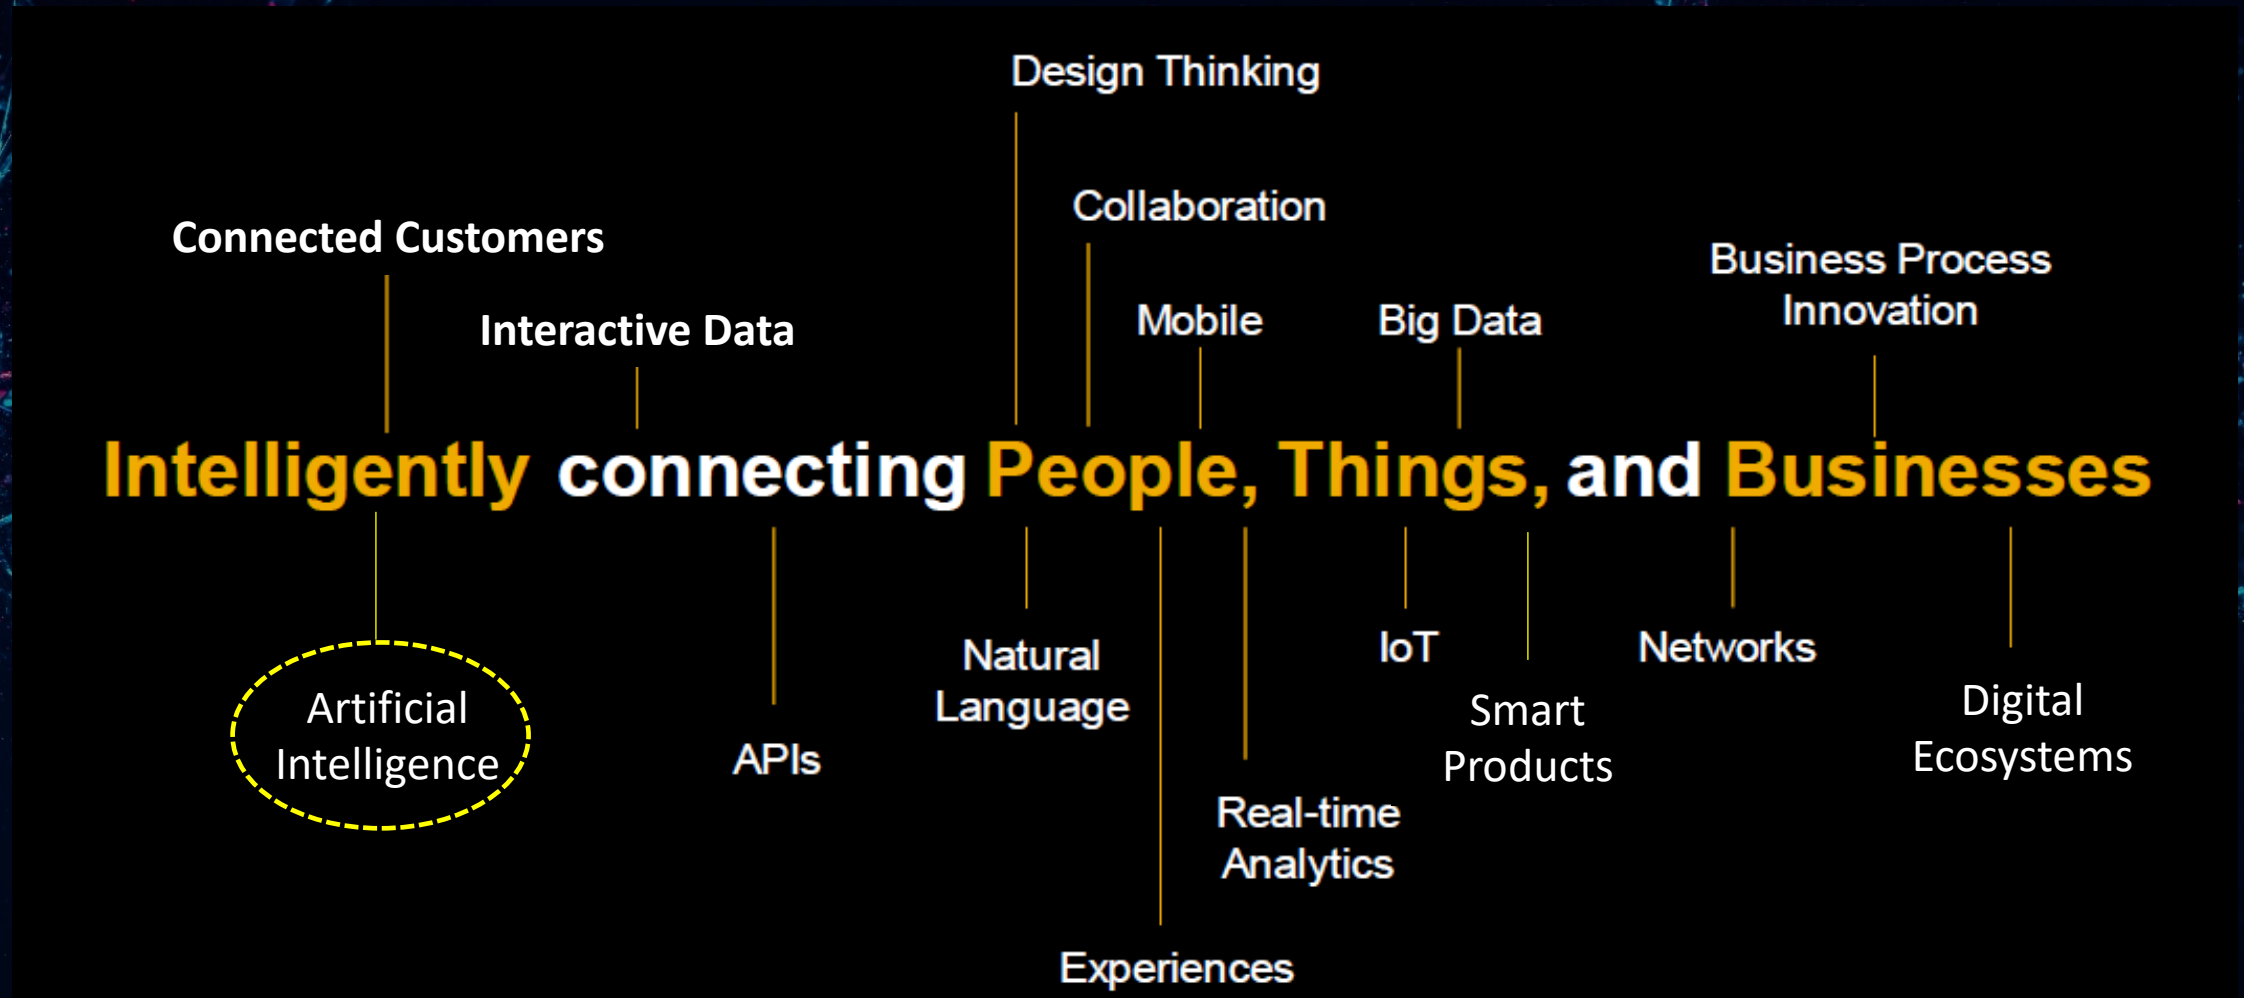 Design Thinking
Collaboration
Connected Customers
Business Process
Innovation
Interactive Data
Mobile
Big Data
Intelligently connecting People, Things, and Businesses
Natural
Language
IoT
Networks
Artificial
Intelligence
APIs
Smart
Products
Digital
Ecosystems
Real-time
Analytics
Experiences